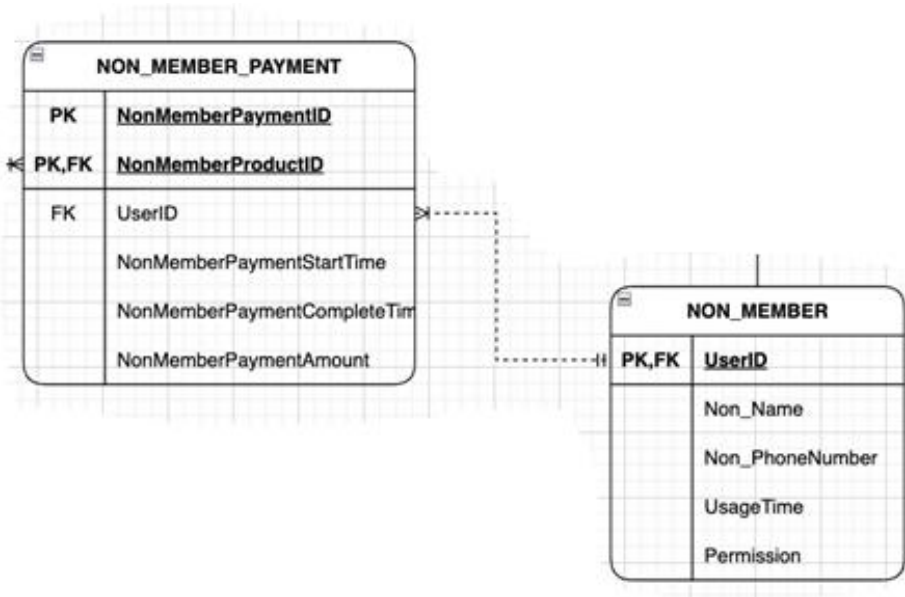 NON_MEMBER_PAYMENT
PK NonMemberPaymentID
PK,FK NonMemberProductID
FK UserID
NonMemberPaymentStartTime
NonMemberPaymentCompleteTim
NonMemberPaymentAmount
NON_MEMBER
PK,FK UserID
Non_Name
Non_PhoneNumber
UsageTime
Permission